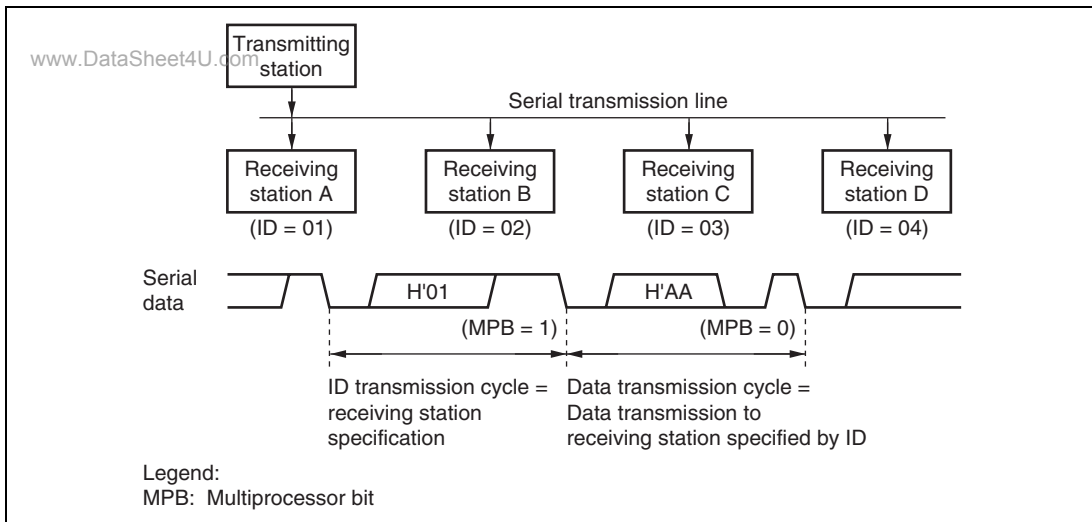 www.DataSheet4U.com
Transmitting
station
Serial transmission line
Receiving
station A
Receiving
station B
Receiving
station C
Receiving
station D
(ID = 01)
(ID = 02)
(ID = 03)
(ID = 04)
Serial
data
H'01
H'AA
(MPB = 1)
(MPB = 0)
ID transmission cycle =
receiving station
specification
Data transmission cycle =
Data transmission to
receiving station specified by ID
Legend:
MPB: Multiprocessor bit